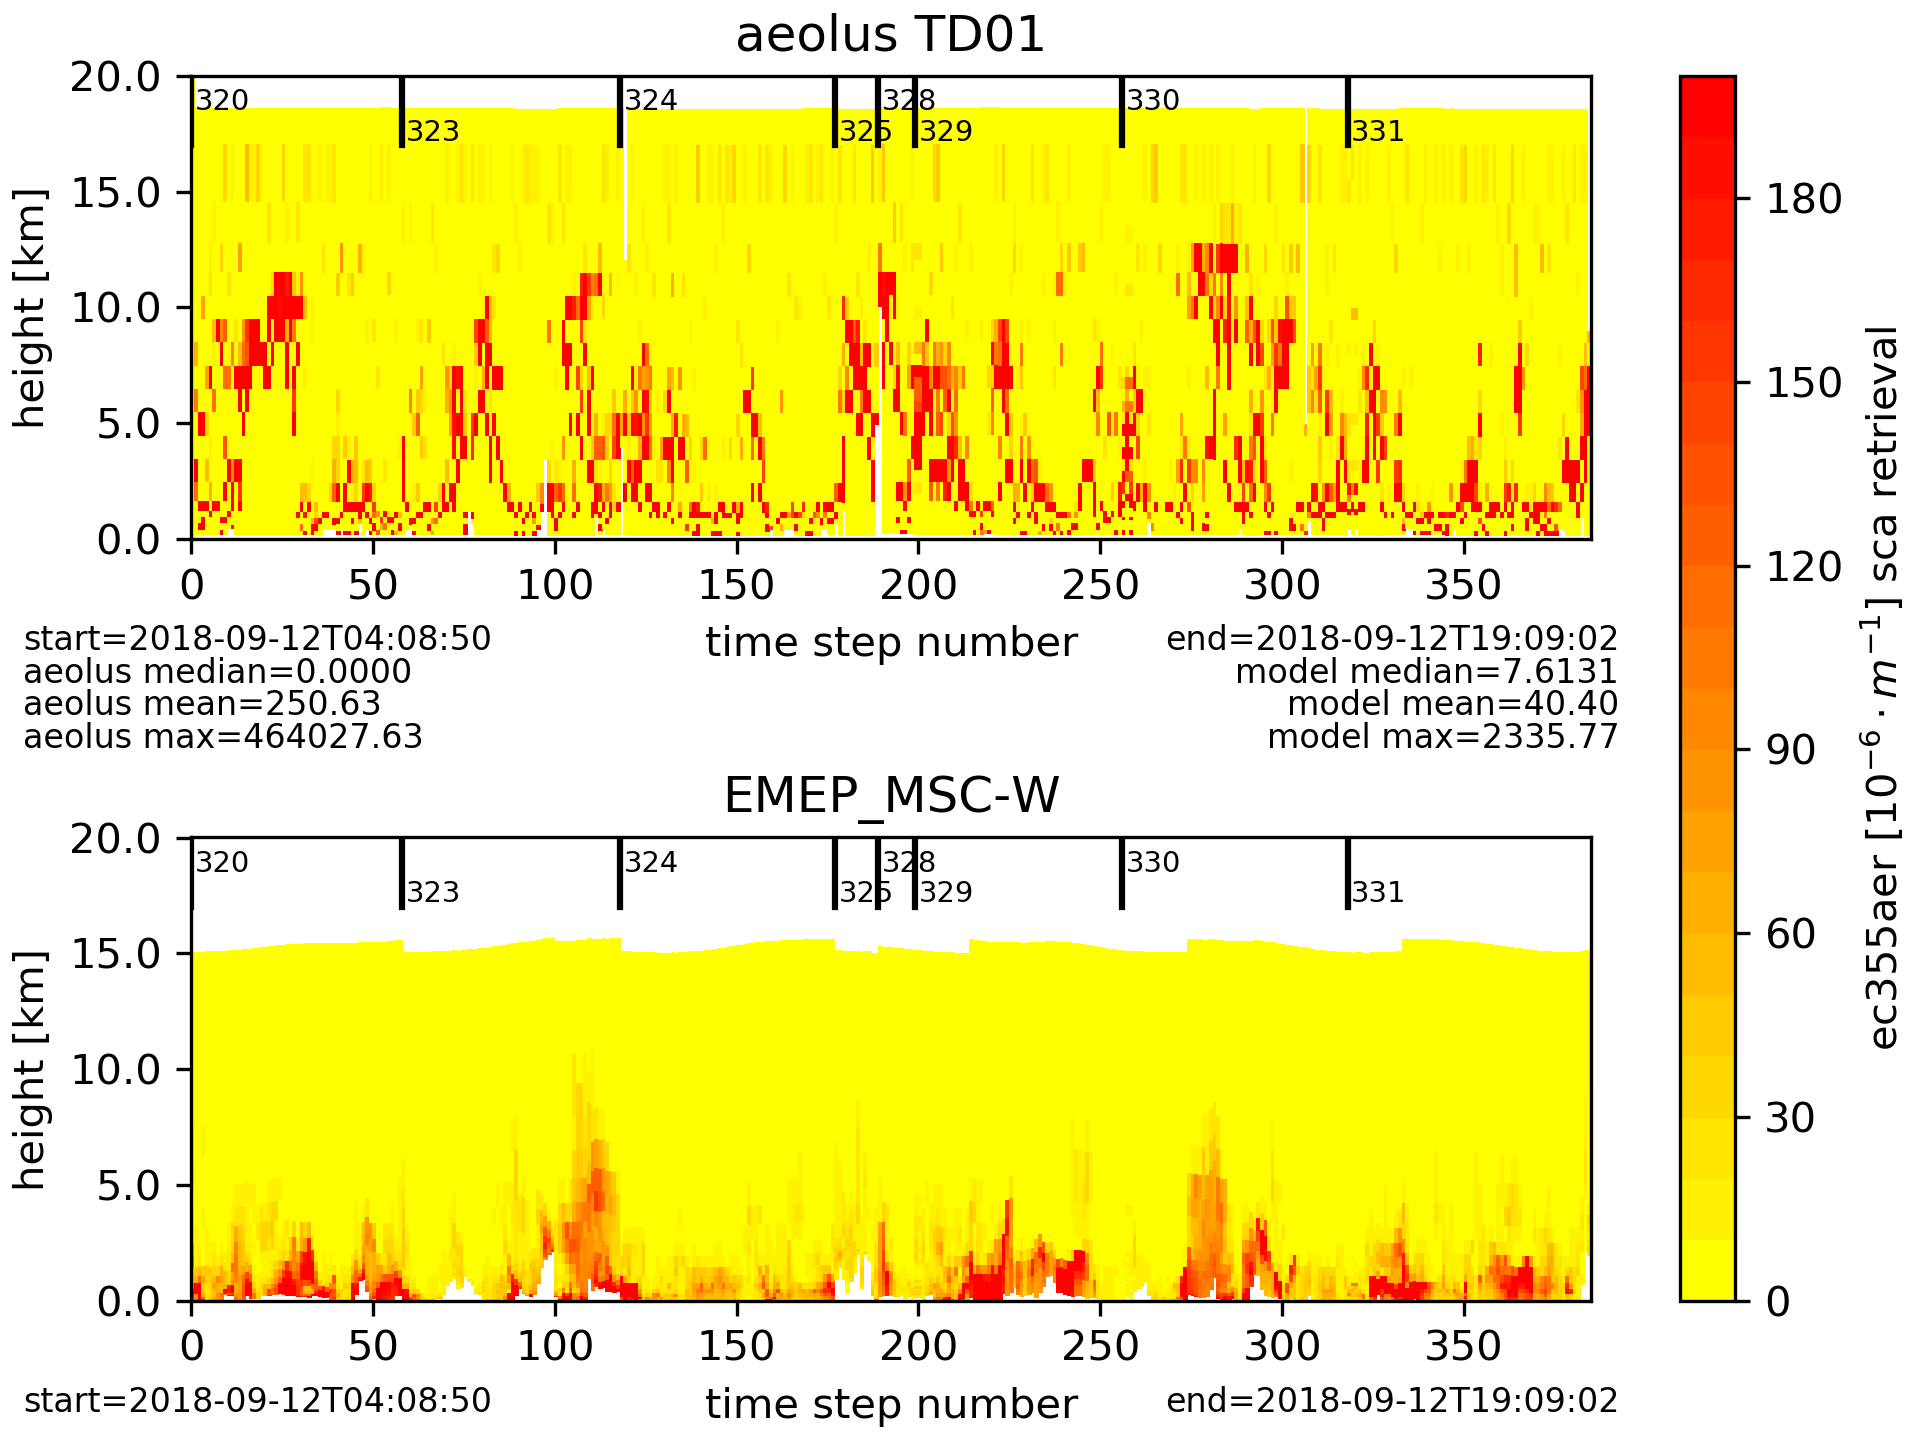 aeolus TD01
20.0
15.0
10.0
5.0
0.0
height [km]
320
323
324
325
328
329
330
331
0 50 100 150 200 250 300 350
time step number
start=2018-09-12T04:08:50
aeolus median=0.0000
aeolus mean=250.63
aeolus max=464027.63
end=2018-09-12T19:09:02
model median=7.6131
model mean=40.40
model max=2335.77
EMEP_MSC-W
20.0
15.0
10.0
5.0
0.0
height [km]
320
323
324
325
328
329
330
331
0 50 100 150 200 250 300 350
time step number
start=2018-09-12T04:08:50
end=2018-09-12T19:09:02
180
150
120
90
60
30
0
ec355aer [10⁻⁶ · m⁻¹] sca retrieval